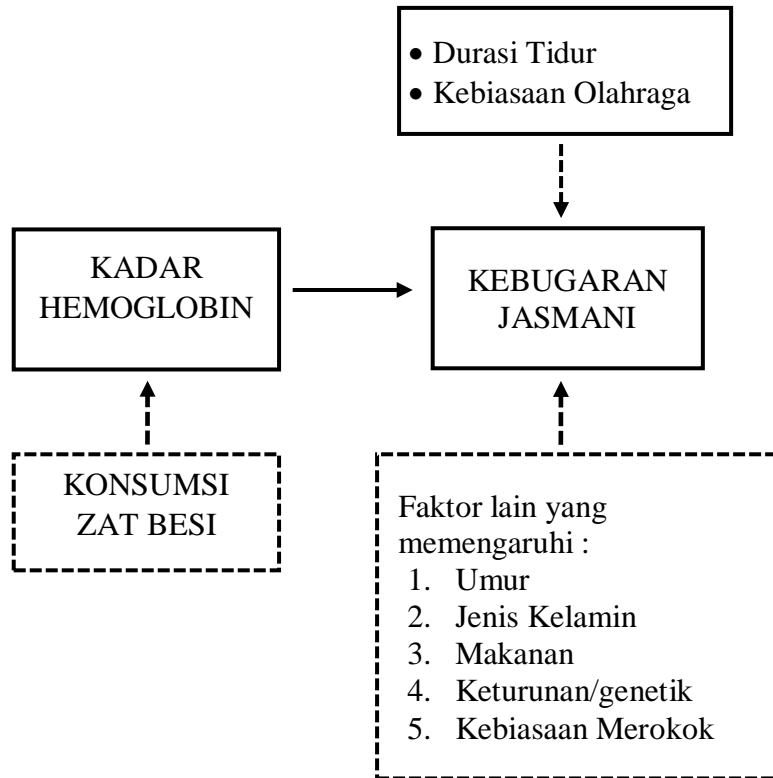 • Durasi Tidur
• Kebiasaan Olahraga
KADAR
HEMOGLOBIN
KEBUGARAN
JASMANI
KONSUMSI
ZAT BESI
Faktor lain yang
memengaruhi :
1. Umur
2. Jenis Kelamin
3. Makanan
4. Keturunan/genetik
5. Kebiasaan Merokok